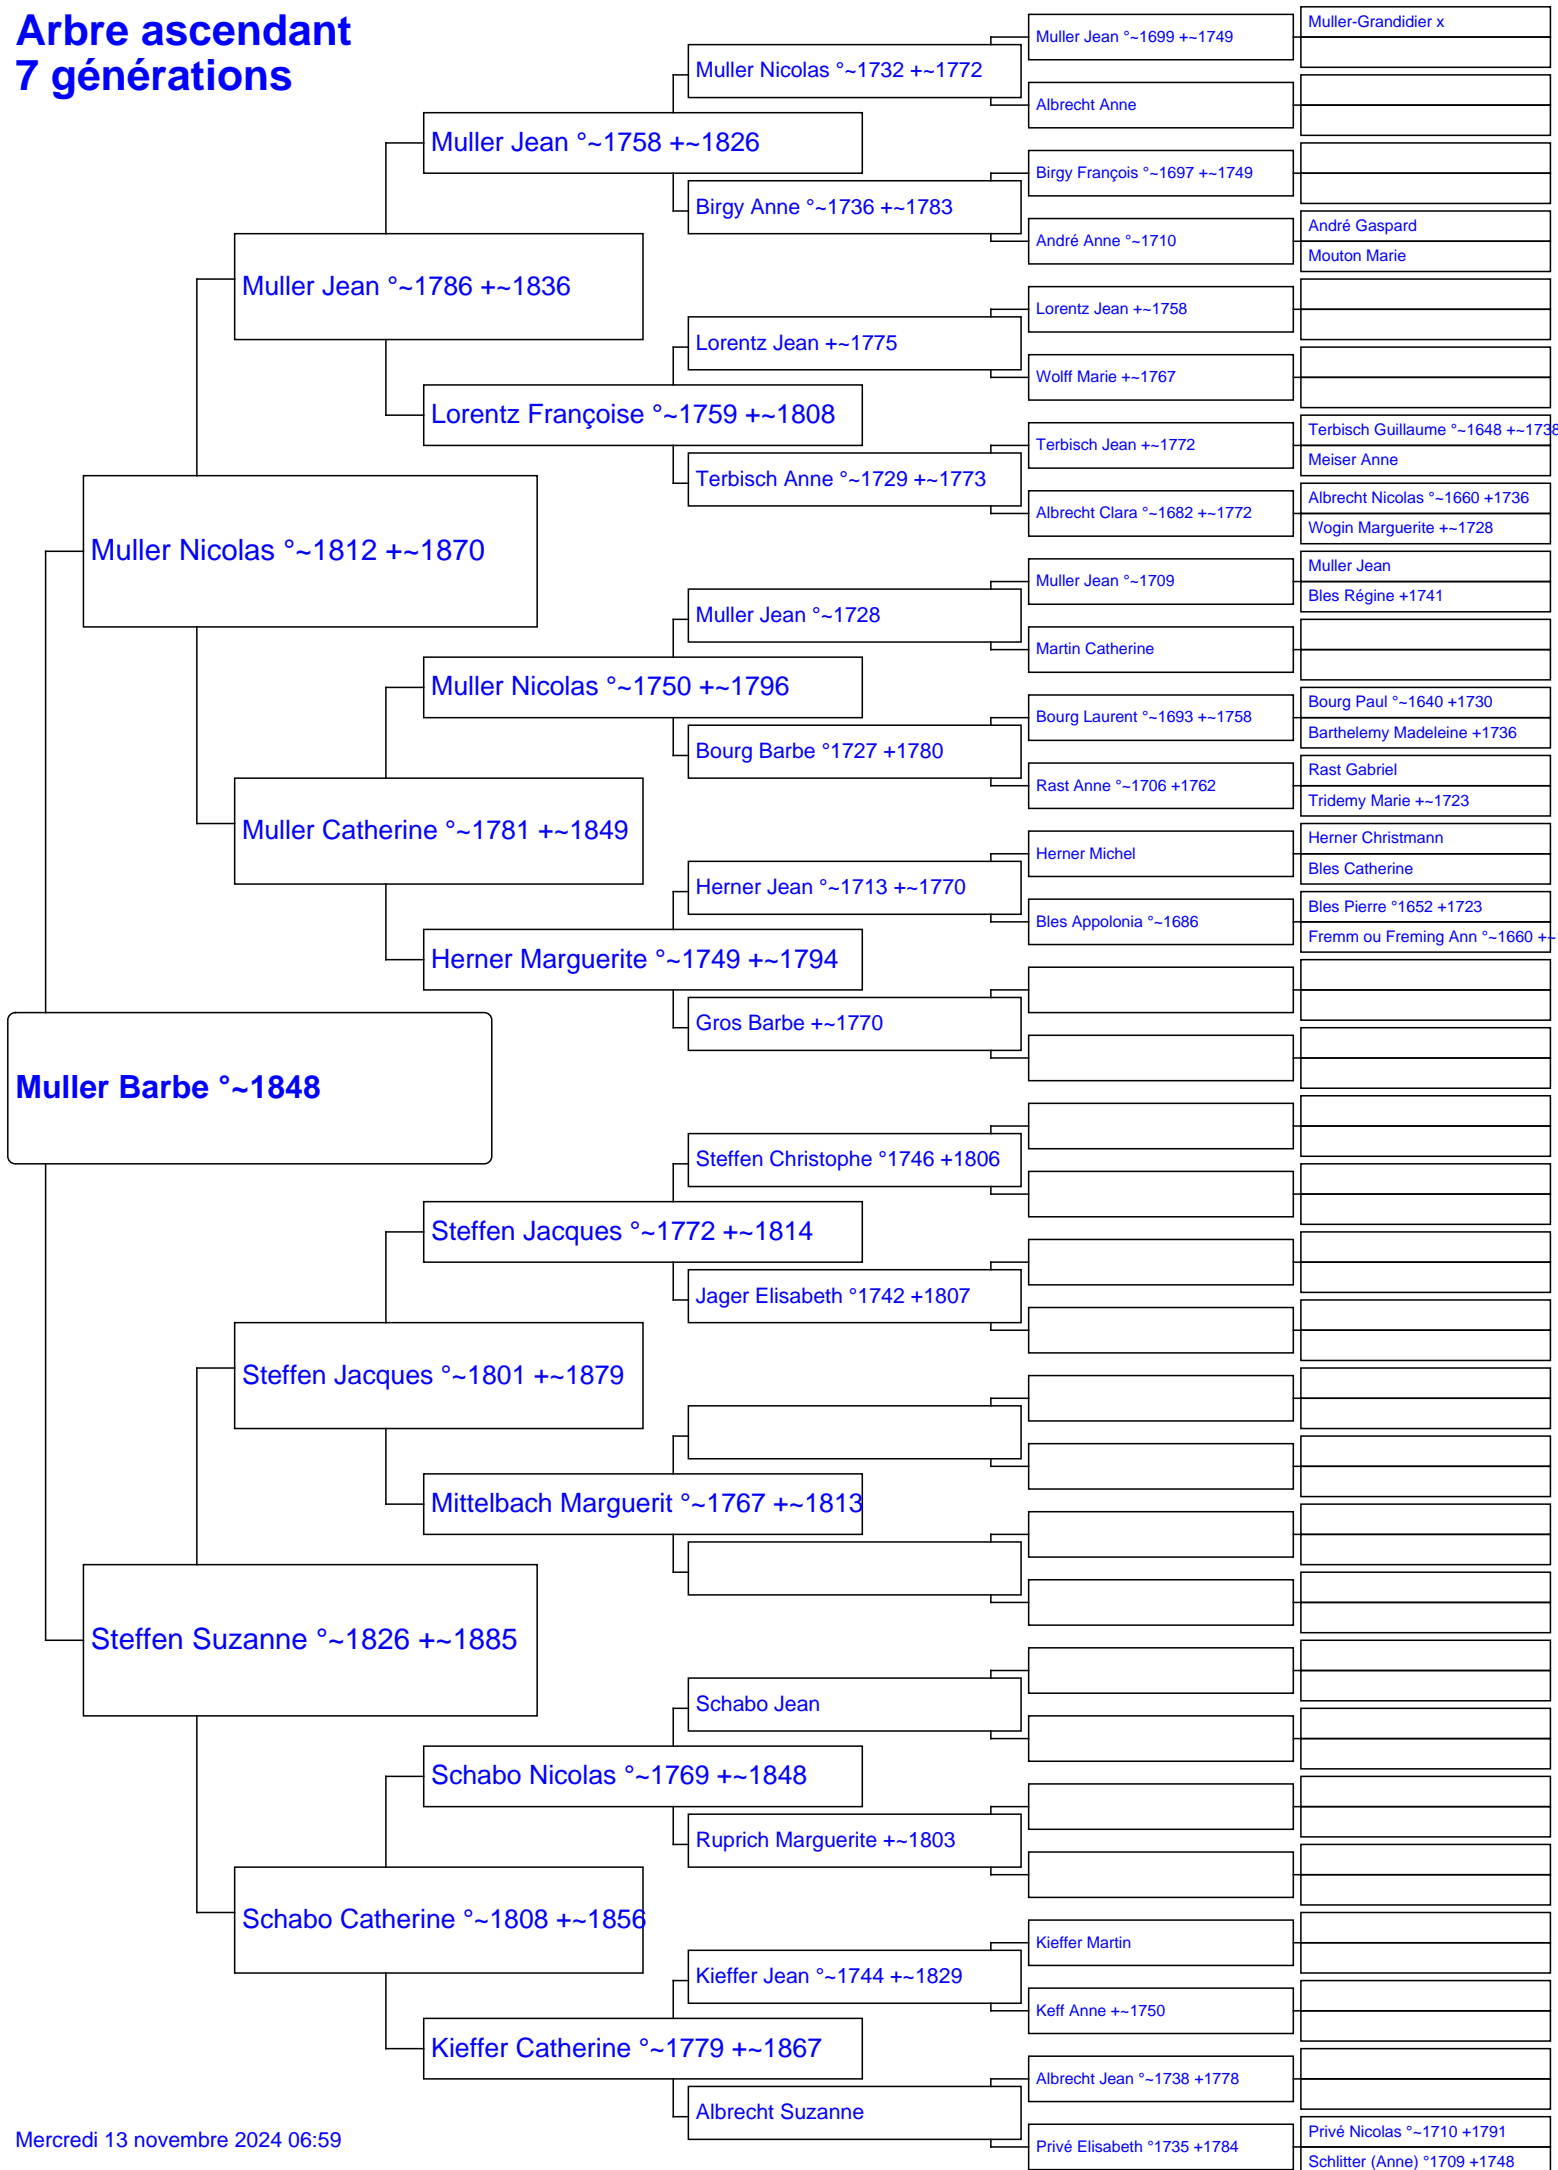 Arbre ascendant
7 générations
Muller-Grandidier x
Muller Jean °~1699 +~1749
Muller Nicolas °~1732 +~1772
Albrecht Anne
Muller Jean °~1758 +~1826
Birgy François °~1697 +~1749
Birgy Anne °~1736 +~1783
André Gaspard
André Anne °~1710
Mouton Marie
Muller Jean °~1786 +~1836
Lorentz Jean +~1758
Lorentz Jean +~1775
Wolff Marie +~1767
Lorentz Françoise °~1759 +~1808
Terbisch Guillaume °~1648 +~1738
Terbisch Jean +~1772
Meiser Anne
Terbisch Anne °~1729 +~1773
Albrecht Nicolas °~1660 +1736
Albrecht Clara °~1682 +~1772
Wogin Marguerite +~1728
Muller Nicolas °~1812 +~1870
Muller Jean
Muller Jean °~1709
Bles Régine +1741
Muller Jean °~1728
Martin Catherine
Muller Nicolas °~1750 +~1796
Bourg Paul °~1640 +1730
Bourg Laurent °~1693 +~1758
Barthelemy Madeleine +1736
Bourg Barbe °1727 +1780
Rast Gabriel
Rast Anne °~1706 +1762
Tridemy Marie +~1723
Muller Catherine °~1781 +~1849
Herner Christmann
Herner Michel
Bles Catherine
Herner Jean °~1713 +~1770
Bles Pierre °1652 +1723
Bles Appolonia °~1686
Fremm ou Freming Ann °~1660 +~
Herner Marguerite °~1749 +~1794
Gros Barbe +~1770
Muller Barbe °~1848
Steffen Christophe °1746 +1806
Steffen Jacques °~1772 +~1814
Jager Elisabeth °1742 +1807
Steffen Jacques °~1801 +~1879
Mittelbach Marguerit °~1767 +~1813
Steffen Suzanne °~1826 +~1885
Schabo Jean
Schabo Nicolas °~1769 +~1848
Ruprich Marguerite +~1803
Schabo Catherine °~1808 +~1856
Kieffer Martin
Kieffer Jean °~1744 +~1829
Keff Anne +~1750
Kieffer Catherine °~1779 +~1867
Albrecht Jean °~1738 +1778
Albrecht Suzanne
Privé Nicolas °~1710 +1791
Privé Elisabeth °1735 +1784
Schlitter (Anne) °1709 +1748
Mercredi 13 novembre 2024 06:59